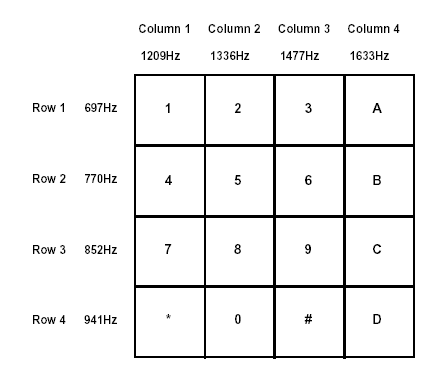 Column 1 Column 2 Column 3 Column 4
1209Hz 1336Hz 1477Hz 1633Hz
Row 1 697Hz 1 2 3 A
Row 2 770Hz 4 5 6 B
Row 3 852Hz 7 8 9 C
Row 4 941Hz * 0 # D